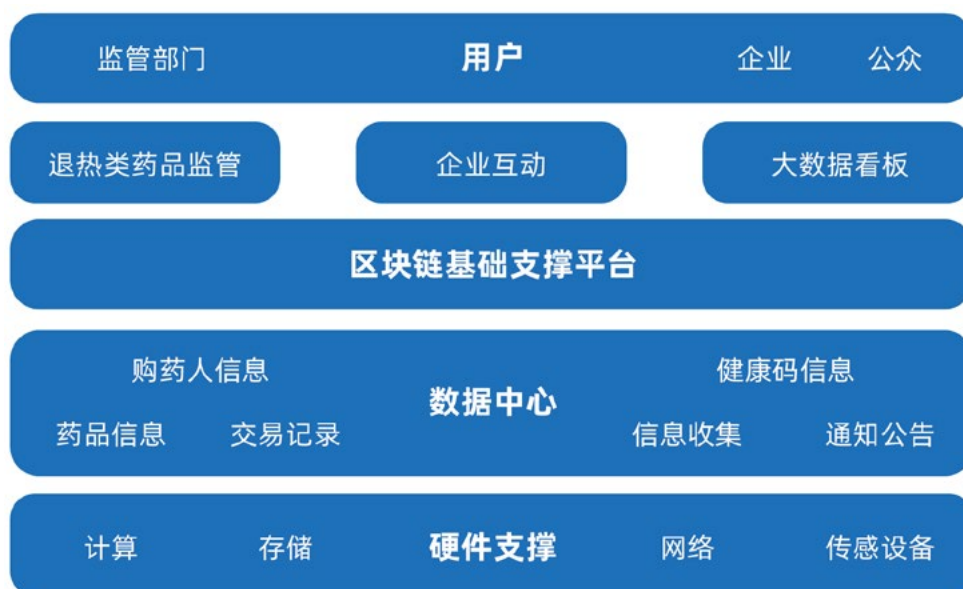 监管部门 用户 企业 公众
退热类药品监管 企业互动 大数据看板
区块链基础支撑平台
购药人信息 健康码信息
数据中心
药品信息 交易记录 信息收集 通知公告
计算 存储 硬件支撑 网络 传感设备